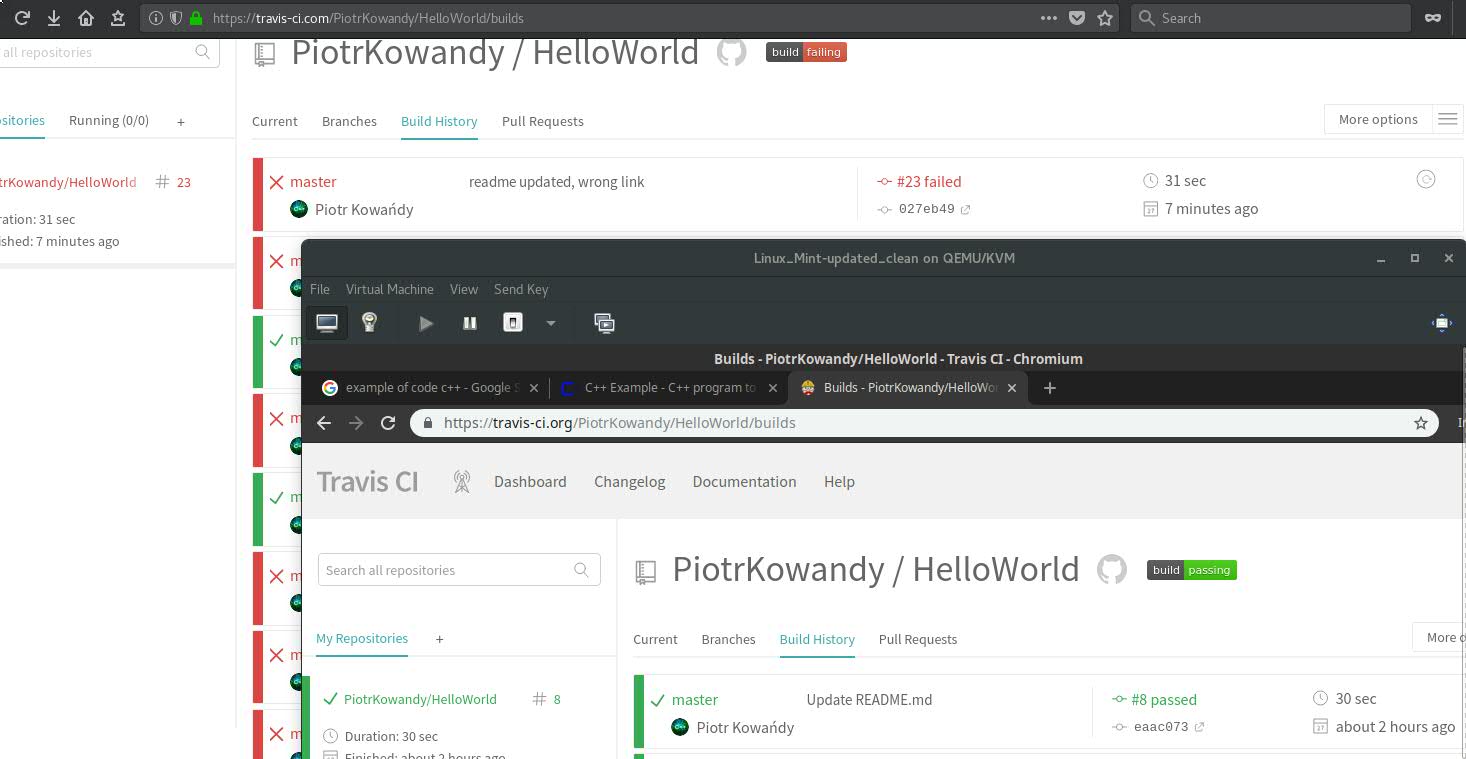 https://travis-ci.com/PiotrKowandy/HelloWorld/builds
Search
all repositories
PiotrKowandy / HelloWorld
build failing
Running (0/0)
+
Current Branches Build History Pull Requests
More options
master readme updated, wrong link #23 failed 31 sec
Piotr Kowańdy 027eb49 7 minutes ago
# 23
31 sec
7 minutes ago
Linux_Mint-updated_clean on QEMU/KVM
File Virtual Machine View Send Key
Builds - PiotrKowandy/HelloWorld - Travis CI - Chromium
example of code c++ - Google S
C++ Example - C++ program to
Builds - PiotrKowandy/HelloWor
+
https://travis-ci.org/PiotrKowandy/HelloWorld/builds
Travis CI Dashboard Changelog Documentation Help
Search all repositories
PiotrKowandy / HelloWorld
build passing
My Repositories +
Current Branches Build History Pull Requests
More
PiotrKowandy/HelloWorld # 8
Duration: 30 sec
Finished: about 2 hours ago
master Update README.md #8 passed 30 sec
Piotr Kowańdy eaac073 about 2 hours ago